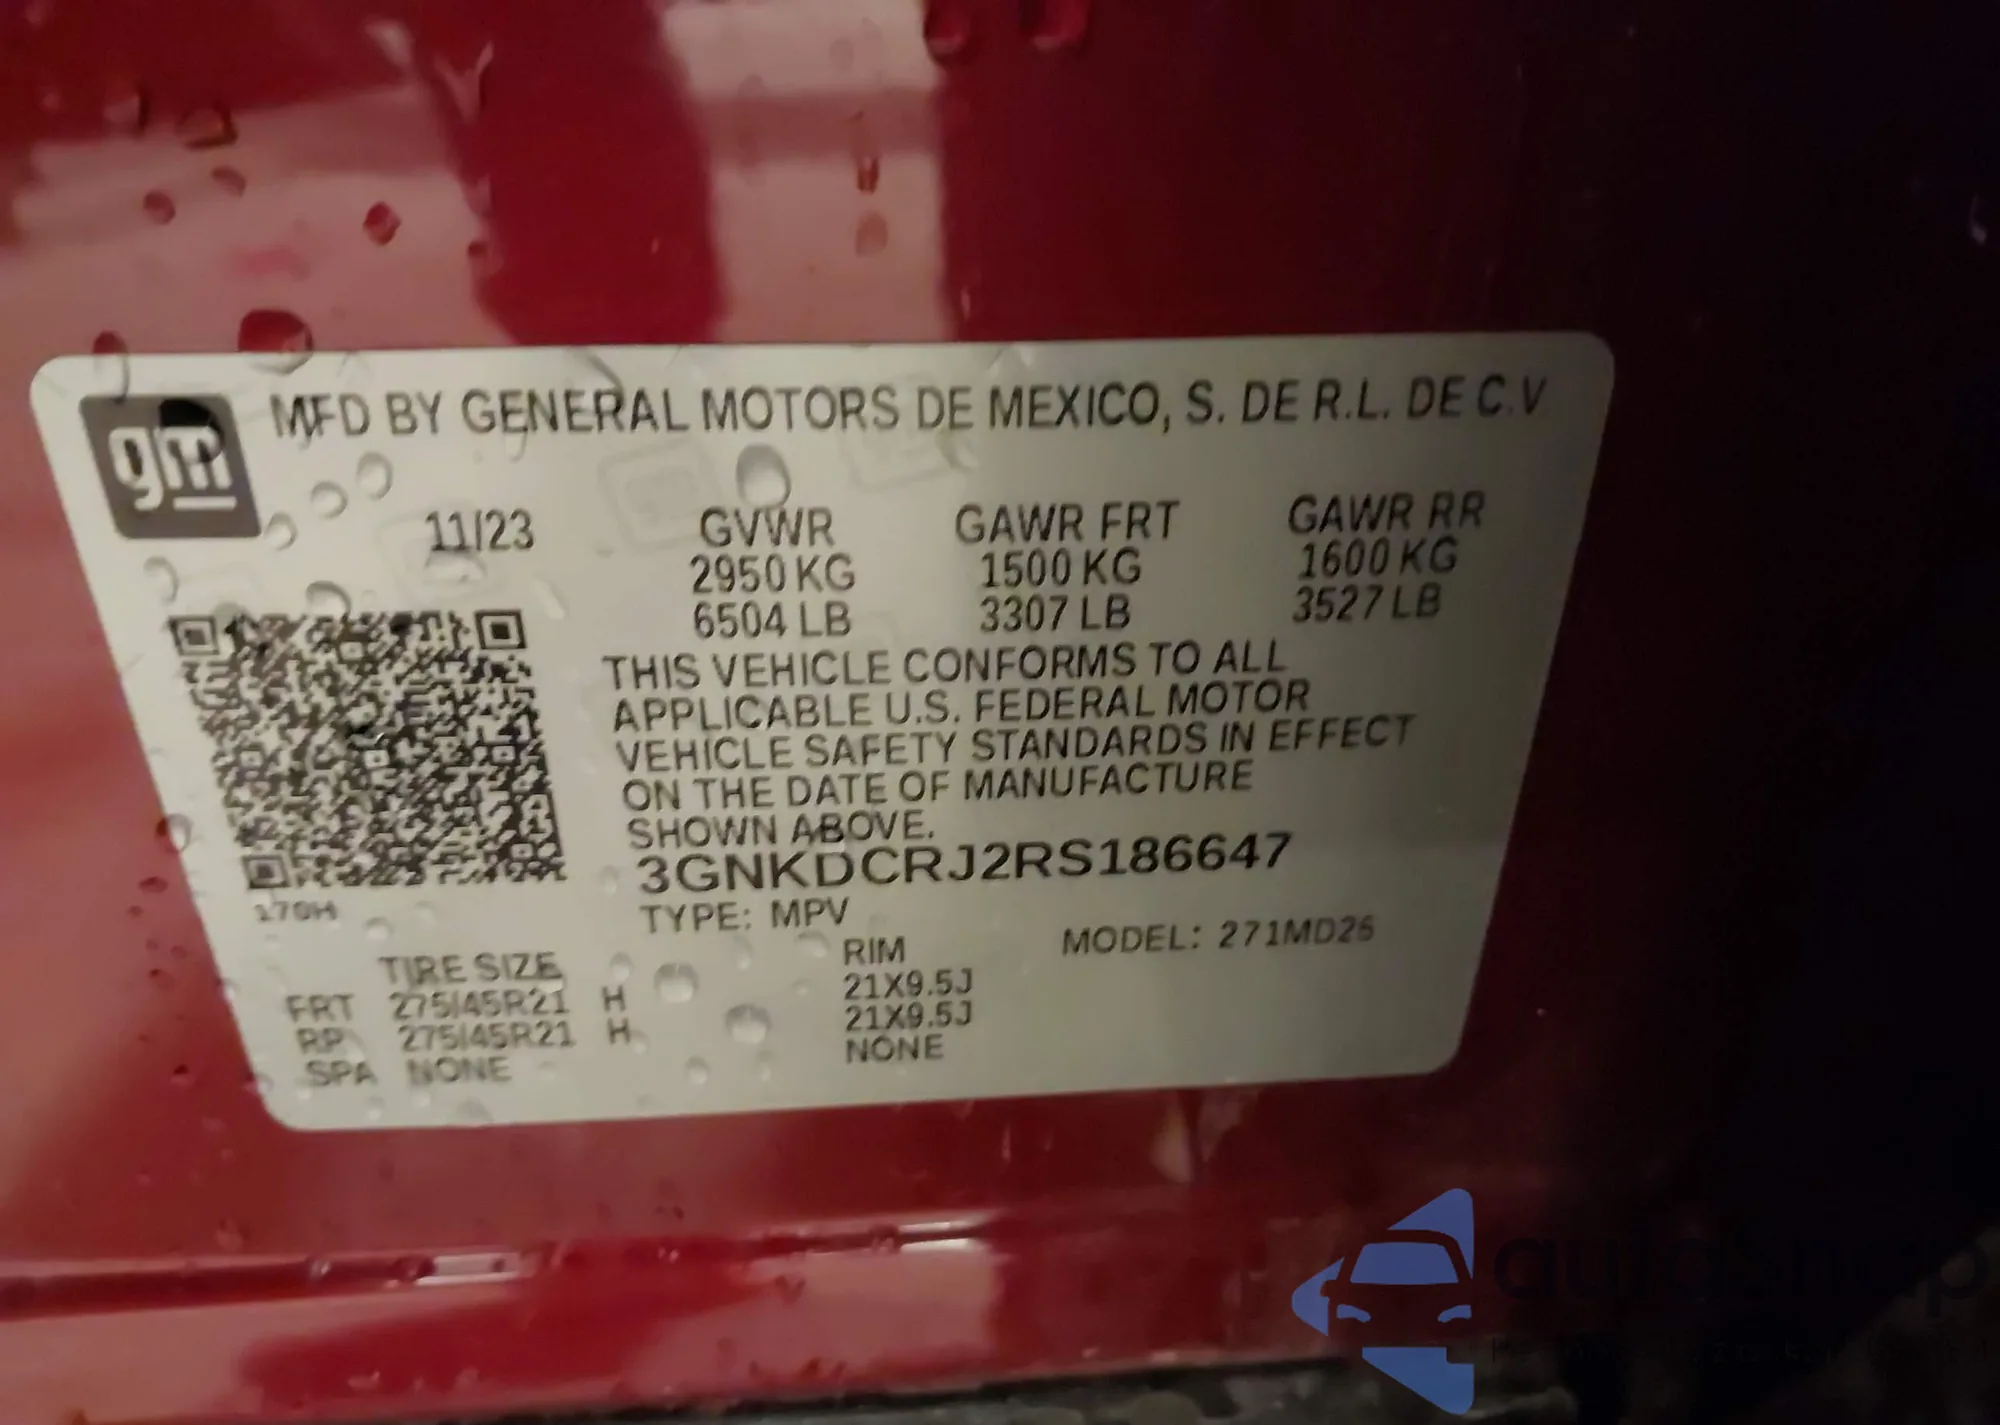 gm
MFD BY GENERAL MOTORS DE MEXICO, S. DE R.L. DE C.V
11/23 GVWR GAWR FRT GAWR RR
2950 KG 1500 KG 1600 KG
6504 LB 3307 LB 3527 LB
THIS VEHICLE CONFORMS TO ALL
APPLICABLE U.S. FEDERAL MOTOR
VEHICLE SAFETY STANDARDS IN EFFECT
ON THE DATE OF MANUFACTURE
SHOWN ABOVE.
3GNKDCRJ2RS186647
170H
TYPE: MPV MODEL: 271MD26
TIRE SIZE RIM
FRT 275/45R21 H 21X9.5J
RP 275/45R21 H 21X9.5J
SPA NONE NONE